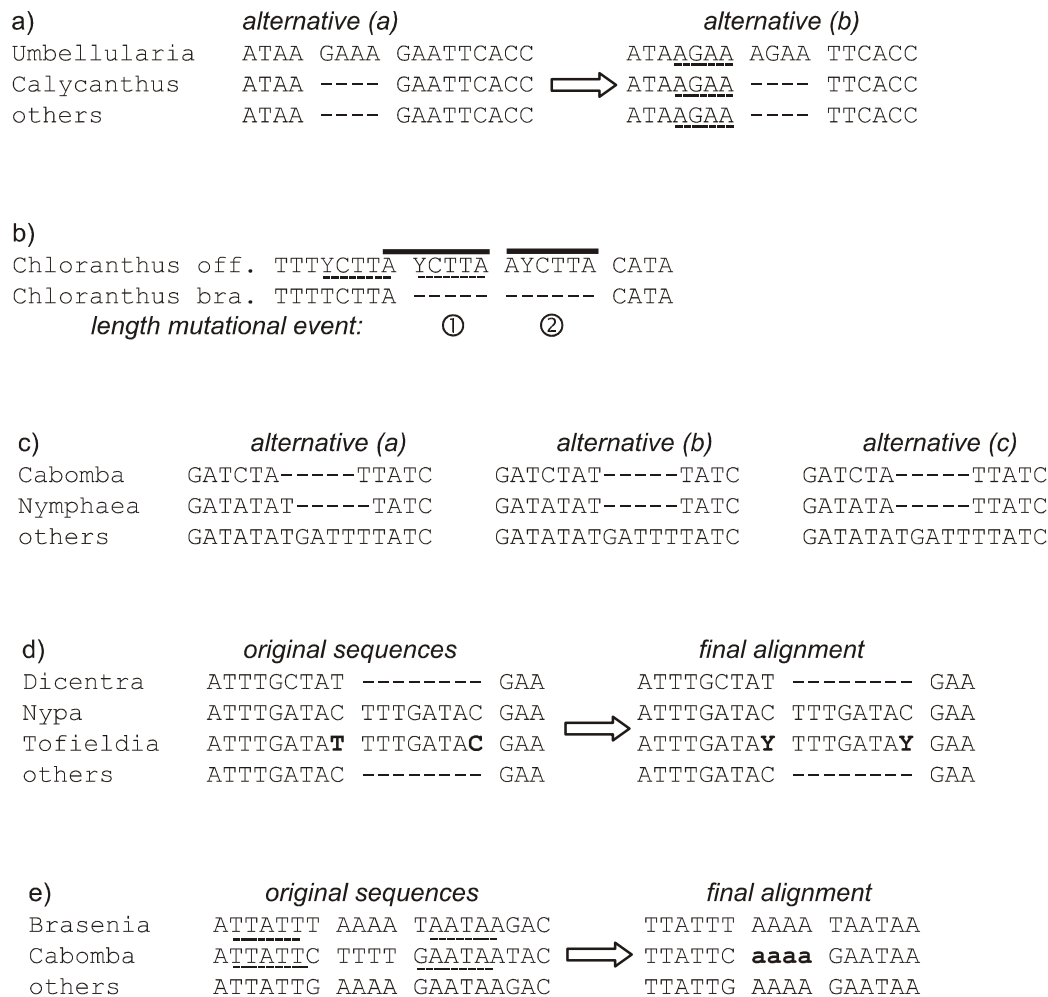 a) alternative (a) alternative (b)
Umbellularia ATAA GAAA GAATTCACC ATAAGAA AGAA TTCACC
Calycanthus ATAA ---- GAATTCACC ATAAGAA ---- TTCACC
others ATAA ---- GAATTCACC ATAAGAA ---- TTCACC
b)
Chloranthus off. TTTYCTTA YCTTA AYCTTA CATA
Chloranthus bra. TTTTCTTA ----- ------ CATA
length mutational event: ① ②
c) alternative (a) alternative (b) alternative (c)
Cabomba GATCTA-----TTATC GATCTAT-----TATC GATCTA-----TTATC
Nymphaea GATATAT-----TATC GATATAT-----TATC GATATA-----TTATC
others GATATATGATTTTATC GATATATGATTTTATC GATATATGATTTTATC
d) original sequences final alignment
Dicentra ATTTGCTAT -------- GAA ATTTGCTAT -------- GAA
Nypa ATTTGATAC TTTGATAC GAA ATTTGATAC TTTGATAC GAA
Tofieldia ATTTGATAT TTTGATAC GAA ATTTGATAY TTTGATAY GAA
others ATTTGATAC -------- GAA ATTTGATAC -------- GAA
e) original sequences final alignment
Brasenia ATTATTT AAAA TAATAAGAC TTATTT AAAA TAATAA
Cabomba ATTATTC TTTT GAATAATAC TTATTC aaaa GAATAA
others ATTATTG AAAA GAATAAGAC TTATTG AAAA GAATAA